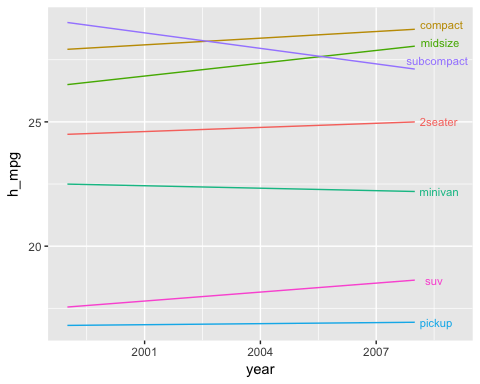 compact
midsize
subcompact
25
2seater
h_mpg
minivan
20
suv
pickup
2001
2004
2007
year